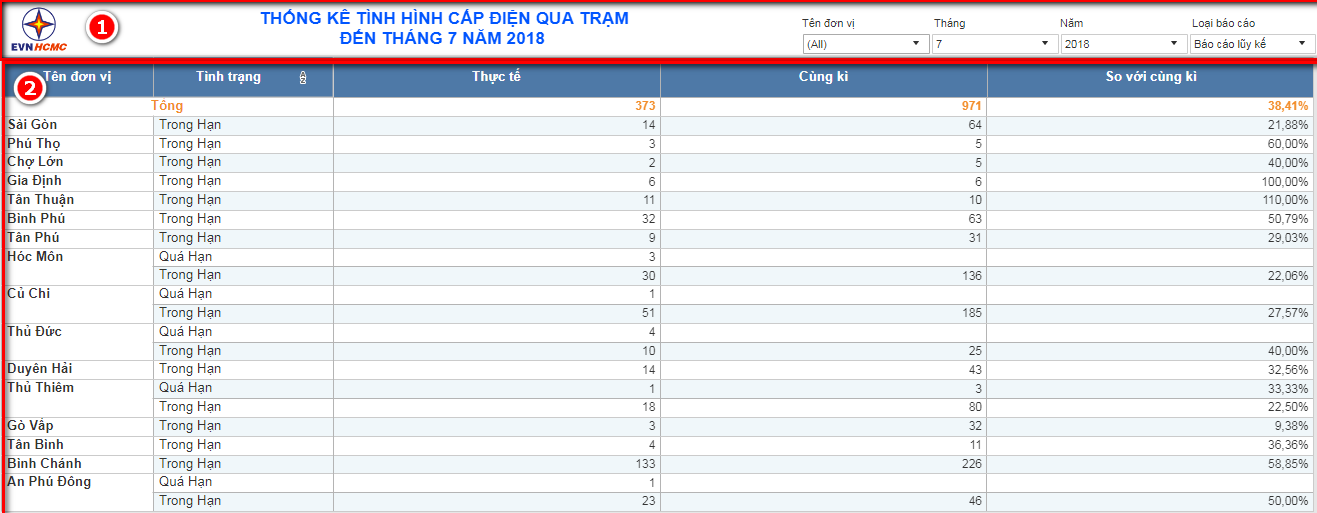 1
EVNHCMC
THỐNG KÊ TÌNH HÌNH CẤP ĐIỆN QUA TRẠM
ĐẾN THÁNG 7 NĂM 2018
Tên đơn vị Tháng Năm Loại báo cáo
(All) 7 2018 Báo cáo lũy kế
2
Tên đơn vị Tình trạng Thực tế Cùng kì So với cùng kì
Tổng 373 971 38,41%
Sài Gòn Trong Hạn 14 64 21,88%
Phú Thọ Trong Hạn 3 5 60,00%
Chợ Lớn Trong Hạn 2 5 40,00%
Gia Định Trong Hạn 6 6 100,00%
Tân Thuận Trong Hạn 11 10 110,00%
Bình Phú Trong Hạn 32 63 50,79%
Tân Phú Trong Hạn 9 31 29,03%
Hóc Môn Quá Hạn 3
Trong Hạn 30 136 22,06%
Củ Chi Quá Hạn 1
Trong Hạn 51 185 27,57%
Thủ Đức Quá Hạn 4
Trong Hạn 10 25 40,00%
Duyên Hải Trong Hạn 14 43 32,56%
Thủ Thiêm Quá Hạn 1 3 33,33%
Trong Hạn 18 80 22,50%
Gò Vấp Trong Hạn 3 32 9,38%
Tân Bình Trong Hạn 4 11 36,36%
Bình Chánh Trong Hạn 133 226 58,85%
An Phú Đông Quá Hạn 1
Trong Hạn 23 46 50,00%